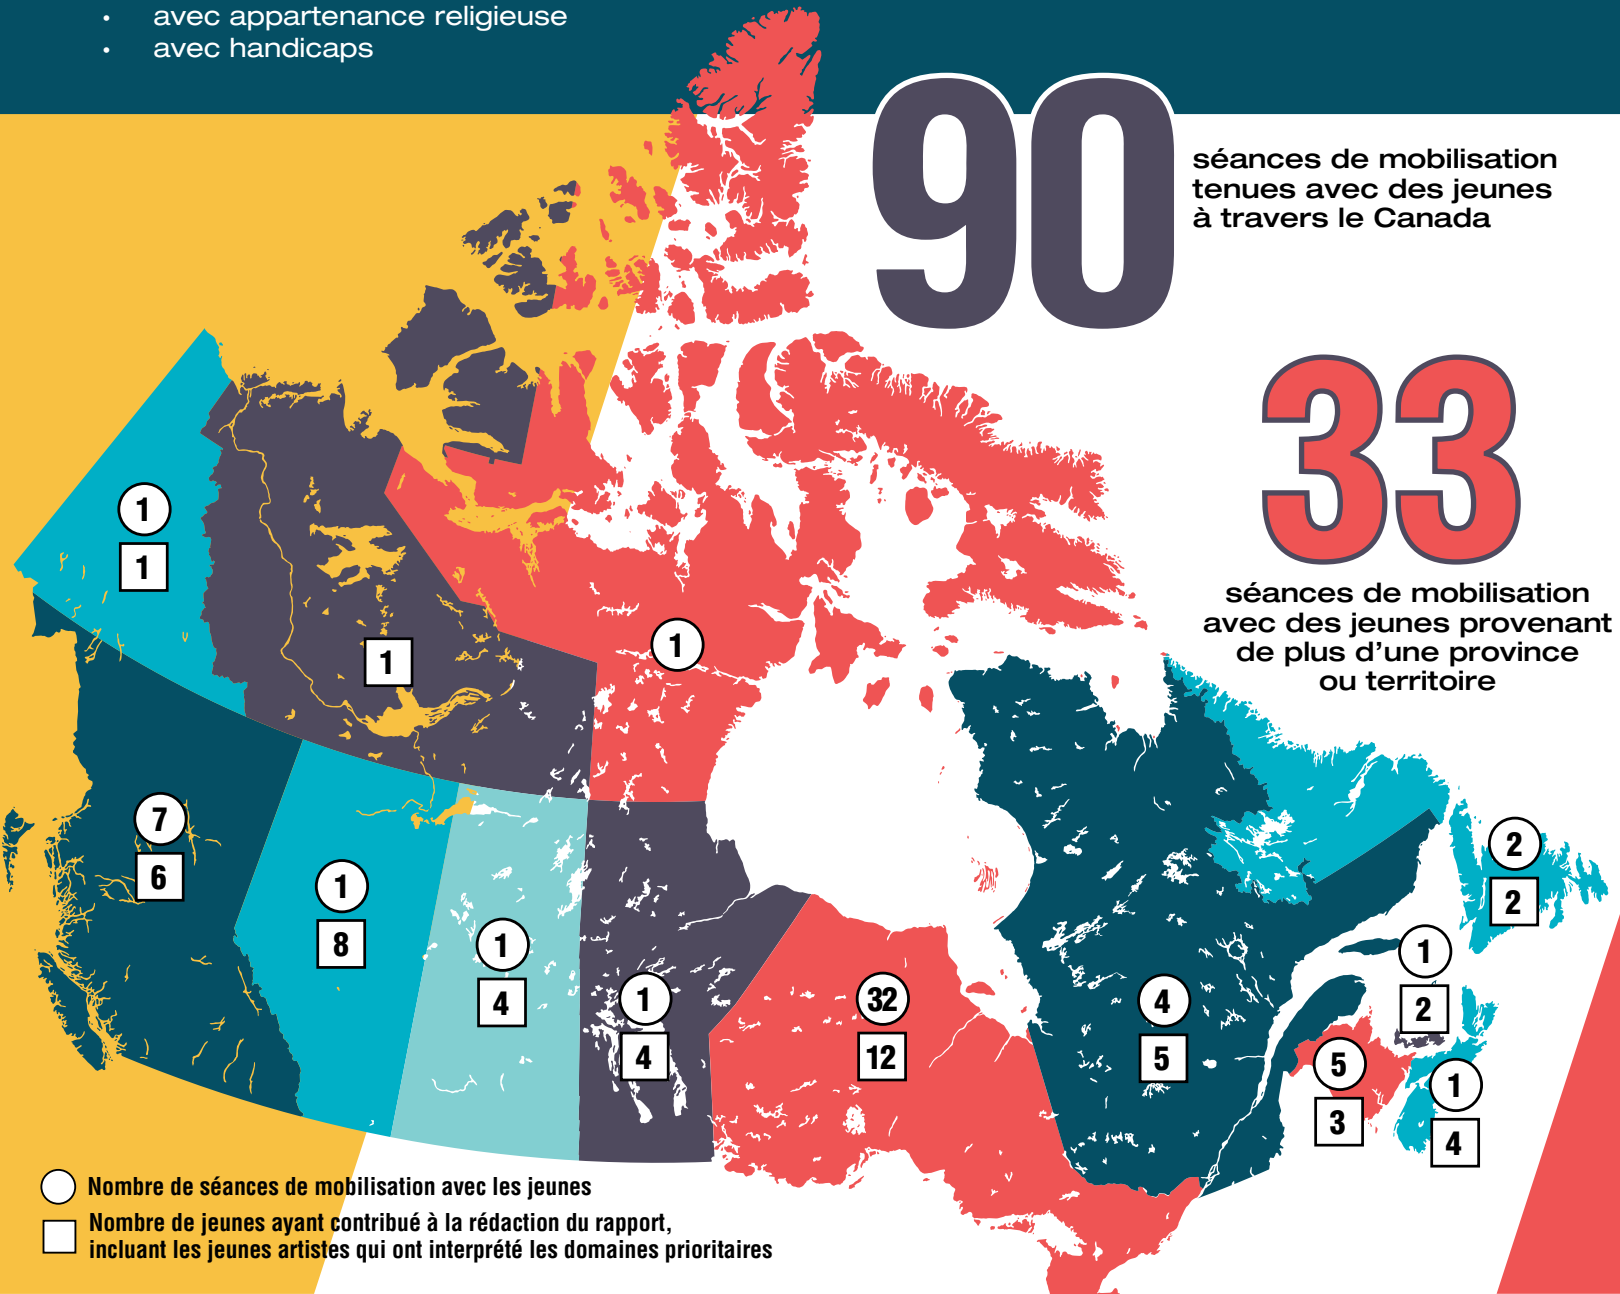 • avec appartenance religieuse
• avec handicaps
90
séances de mobilisation
tenues avec des jeunes
à travers le Canada
33
séances de mobilisation
avec des jeunes provenant
de plus d’une province
ou territoire
1
1
1
1
7
6
1
8
1
4
1
4
32
12
4
5
2
2
1
2
5
3
1
4
Nombre de séances de mobilisation avec les jeunes
Nombre de jeunes ayant contribué à la rédaction du rapport,
incluant les jeunes artistes qui ont interprété les domaines prioritaires